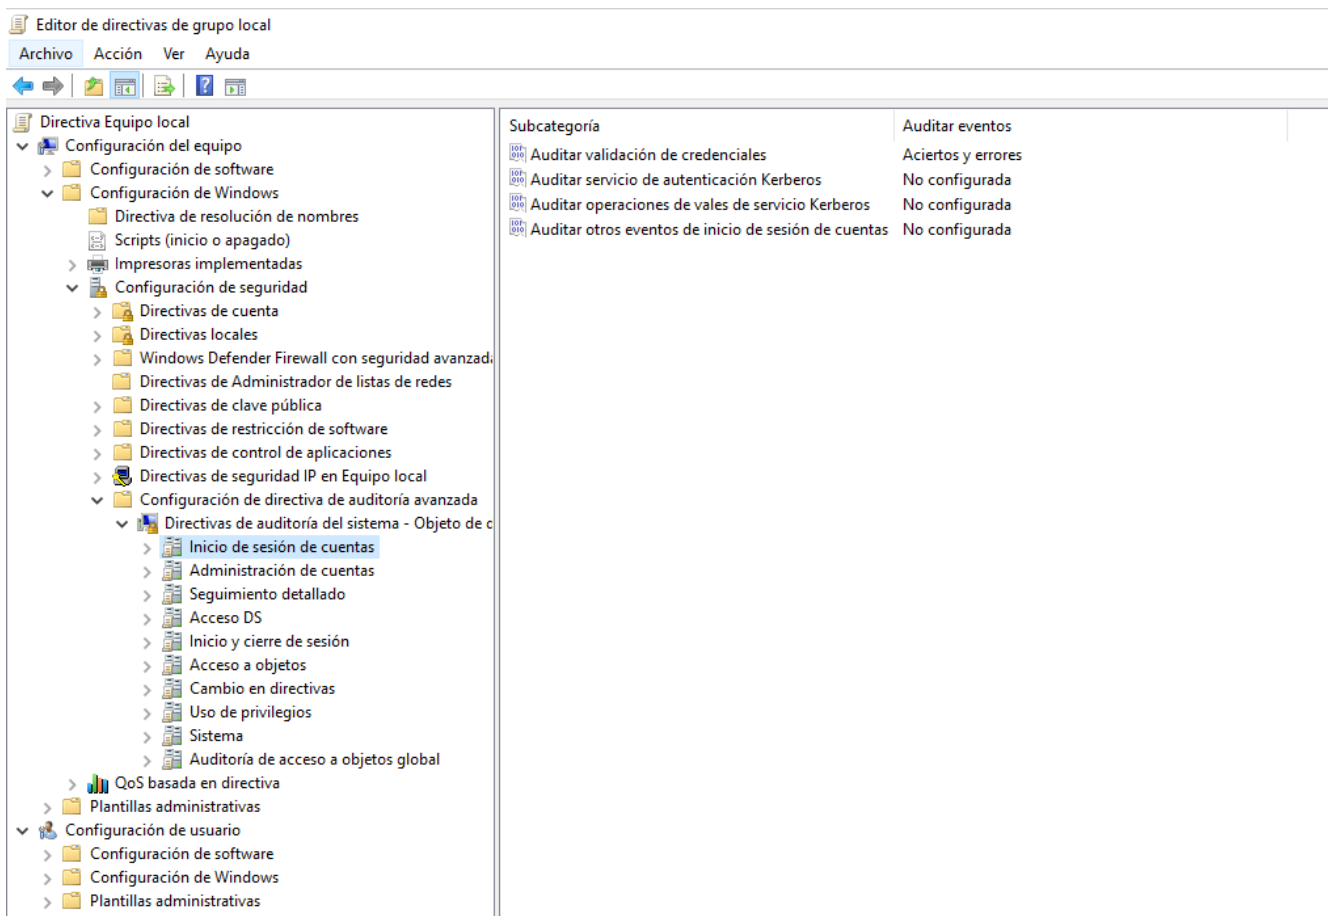 Editor de directivas de grupo local
Archivo Acción Ver Ayuda
Directiva Equipo local
Configuración del equipo
Configuración de software
Configuración de Windows
Directiva de resolución de nombres
Scripts (inicio o apagado)
Impresoras implementadas
Configuración de seguridad
Directivas de cuenta
Directivas locales
Windows Defender Firewall con seguridad avanzad
Directivas de Administrador de listas de redes
Directivas de clave pública
Directivas de restricción de software
Directivas de control de aplicaciones
Directivas de seguridad IP en Equipo local
Configuración de directiva de auditoría avanzada
Directivas de auditoría del sistema - Objeto de
Inicio de sesión de cuentas
Administración de cuentas
Seguimiento detallado
Acceso DS
Inicio y cierre de sesión
Acceso a objetos
Cambio en directivas
Uso de privilegios
Sistema
Auditoría de acceso a objetos global
QoS basada en directiva
Plantillas administrativas
Configuración de usuario
Configuración de software
Configuración de Windows
Plantillas administrativas
Subcategoría Auditar eventos
Auditar validación de credenciales Aciertos y errores
Auditar servicio de autenticación Kerberos No configurada
Auditar operaciones de vales de servicio Kerberos No configurada
Auditar otros eventos de inicio de sesión de cuentas No configurada